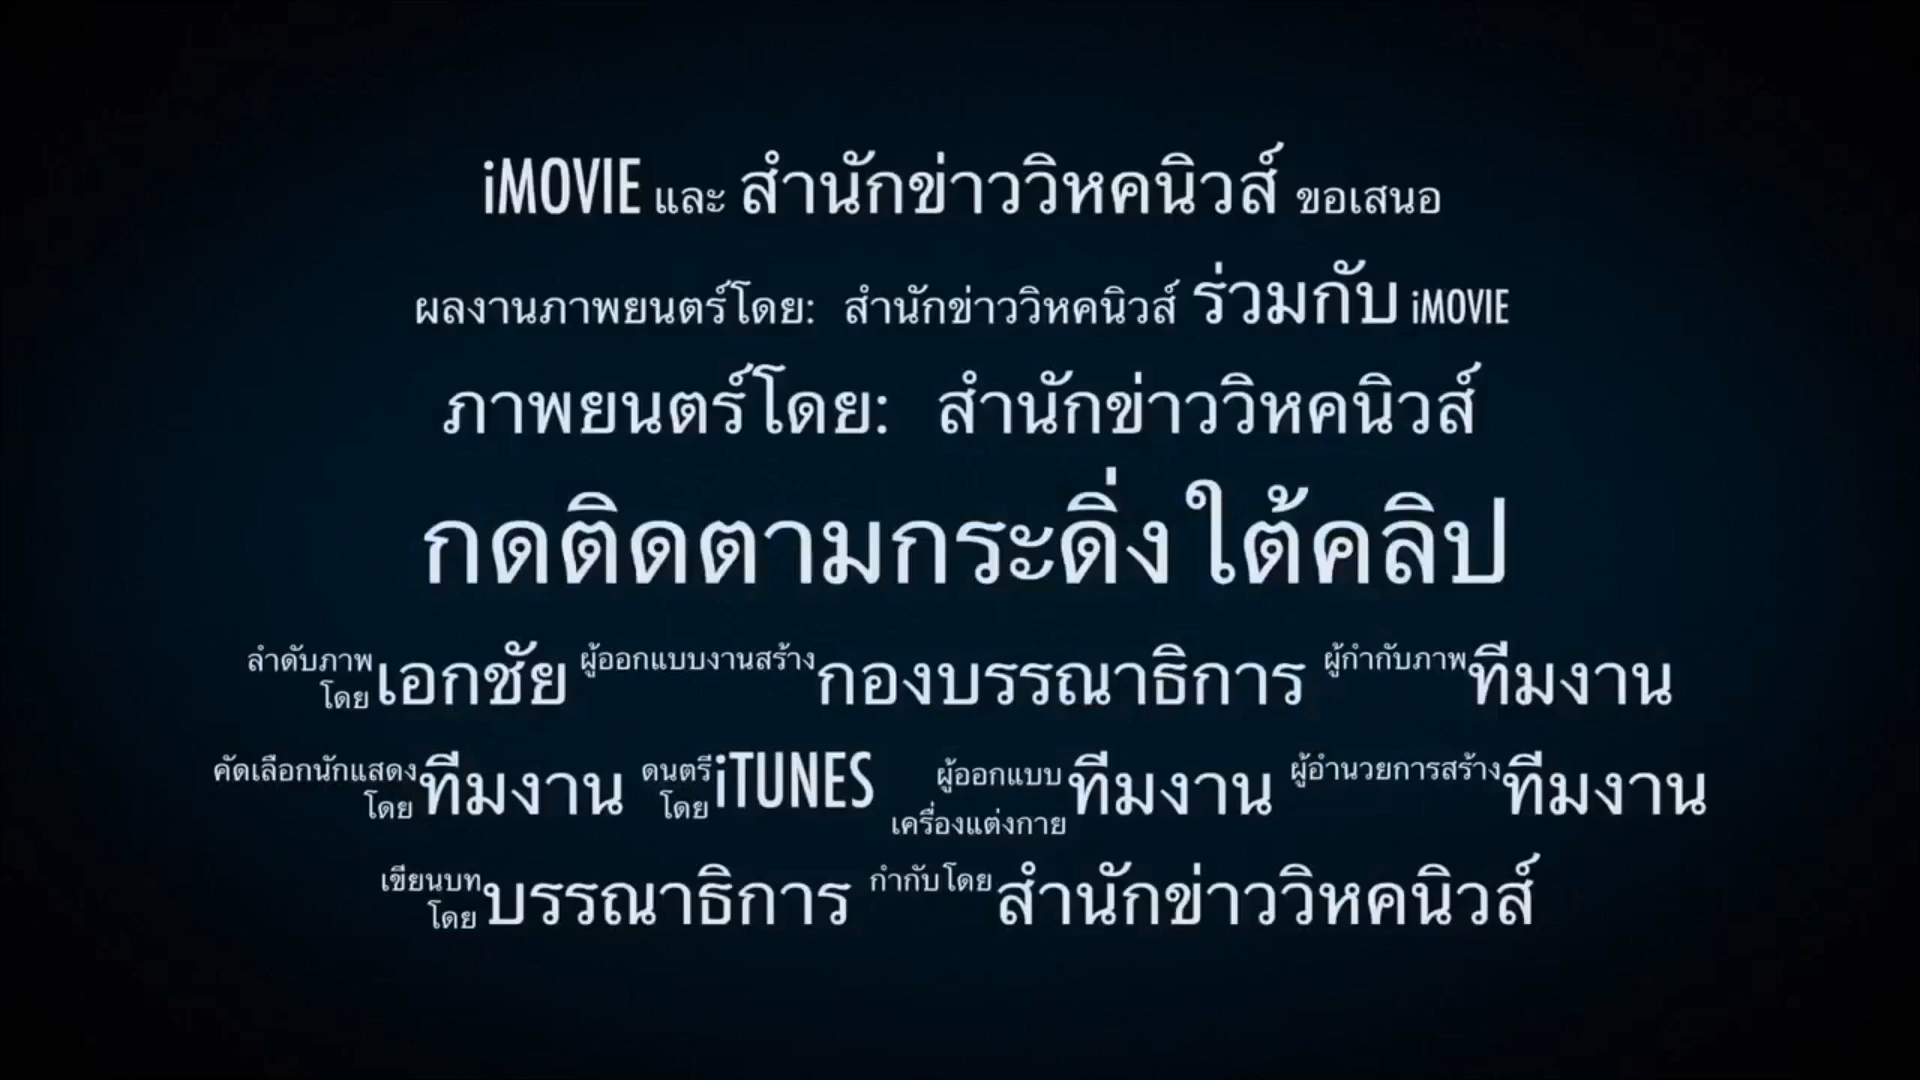 iMOVIE และ สำนักข่าววิหคนิวส์ ขอเสนอ
ผลงานภาพยนตร์โดย: สำนักข่าววิหคนิวส์ ร่วมกับ iMOVIE
ภาพยนตร์โดย: สำนักข่าววิหคนิวส์
กดติดตามกระดิ่งใต้คลิป
ลำดับภาพโดย เอกชัย ผู้ออกแบบงานสร้าง กองบรรณาธิการ ผู้กำกับภาพ ทีมงาน
คัดเลือกนักแสดงโดย ทีมงาน ดนตรีโดย iTUNES ผู้ออกแบบเครื่องแต่งกาย ทีมงาน ผู้อำนวยการสร้าง ทีมงาน
เขียนบทโดย บรรณาธิการ กำกับโดย สำนักข่าววิหคนิวส์